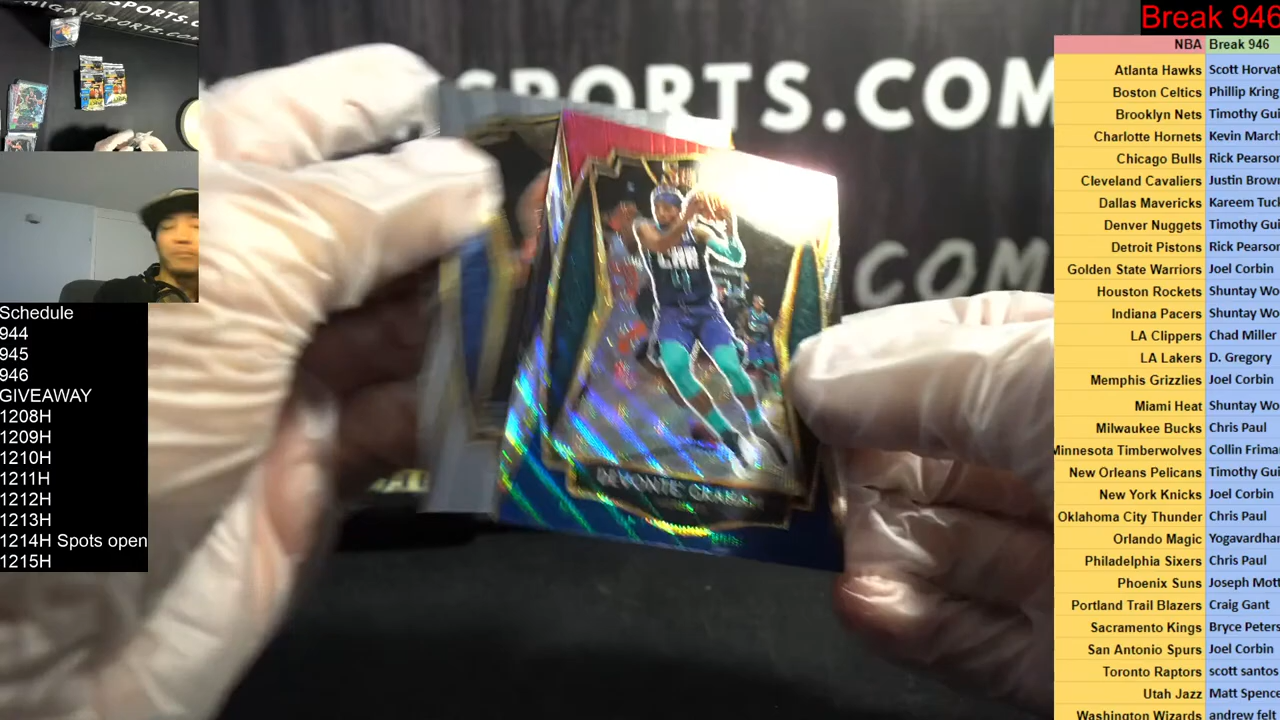 Break 946
HIGAHSPORTS.COM
SPORTS.COM
COM
NBA Break 946
Atlanta Hawks Scott Horvat
Boston Celtics Phillip Kring
Brooklyn Nets Timothy Gui
Charlotte Hornets Kevin March
Chicago Bulls Rick Pearson
Cleveland Cavaliers Justin Brown
Dallas Mavericks Kareem Tuck
Denver Nuggets Timothy Gui
Detroit Pistons Rick Pearson
Golden State Warriors Joel Corbin
Houston Rockets Shuntay Wo
Indiana Pacers Shuntay Wo
LA Clippers Chad Miller
LA Lakers D. Gregory
Memphis Grizzlies Joel Corbin
Miami Heat Shuntay Wo
Milwaukee Bucks Chris Paul
Minnesota Timberwolves Collin Friman
New Orleans Pelicans Timothy Gui
New York Knicks Joel Corbin
Oklahoma City Thunder Chris Paul
Orlando Magic Yogavardhan
Philadelphia Sixers Chris Paul
Phoenix Suns Joseph Mott
Portland Trail Blazers Craig Gant
Sacramento Kings Bryce Peters
San Antonio Spurs Joel Corbin
Toronto Raptors scott santos
Utah Jazz Matt Spence
Washington Wizards andrew felt
Schedule
944
945
946
GIVEAWAY
1208H
1209H
1210H
1211H
1212H
1213H
1214H Spots open
1215H
CHA
DEVONTE' GRAHAM